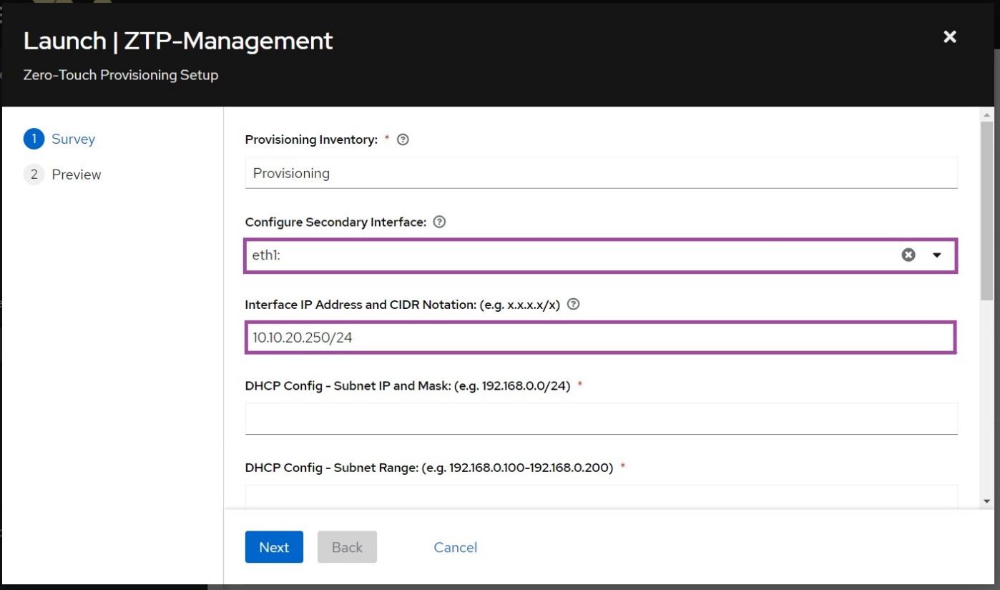 Launch | ZTP-Management
Zero-Touch Provisioning Setup
1 Survey
2 Preview
Provisioning Inventory: *
Provisioning
Configure Secondary Interface:
eth1:
Interface IP Address and CIDR Notation: (e.g. x.x.x.x/x)
10.10.20.250/24
DHCP Config - Subnet IP and Mask: (e.g. 192.168.0.0/24) *
DHCP Config - Subnet Range: (e.g. 192.168.0.100-192.168.0.200) *
Next Back Cancel